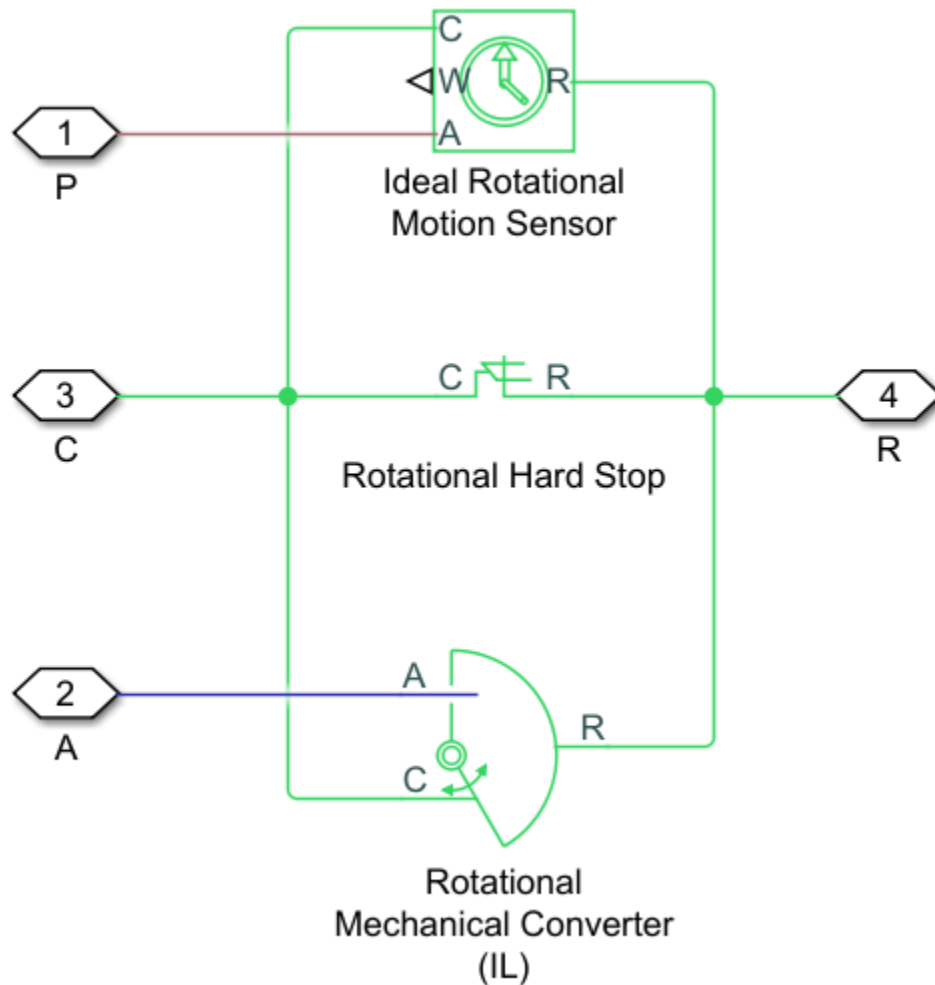 C
W R
1
A
P
Ideal Rotational
Motion Sensor
3
C R
4
C
R
Rotational Hard Stop
A
2
R
A
C
Rotational
Mechanical Converter
(IL)